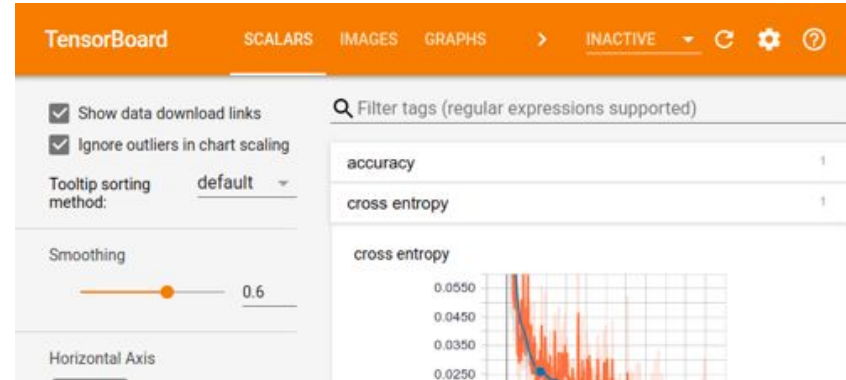 TensorBoard SCALARS IMAGES GRAPHS > INACTIVE
Show data download links
Ignore outliers in chart scaling
Tooltip sorting method: default
Smoothing
0.6
Horizontal Axis
Filter tags (regular expressions supported)
accuracy 1
cross entropy 1
cross entropy
0.0550
0.0450
0.0350
0.0250